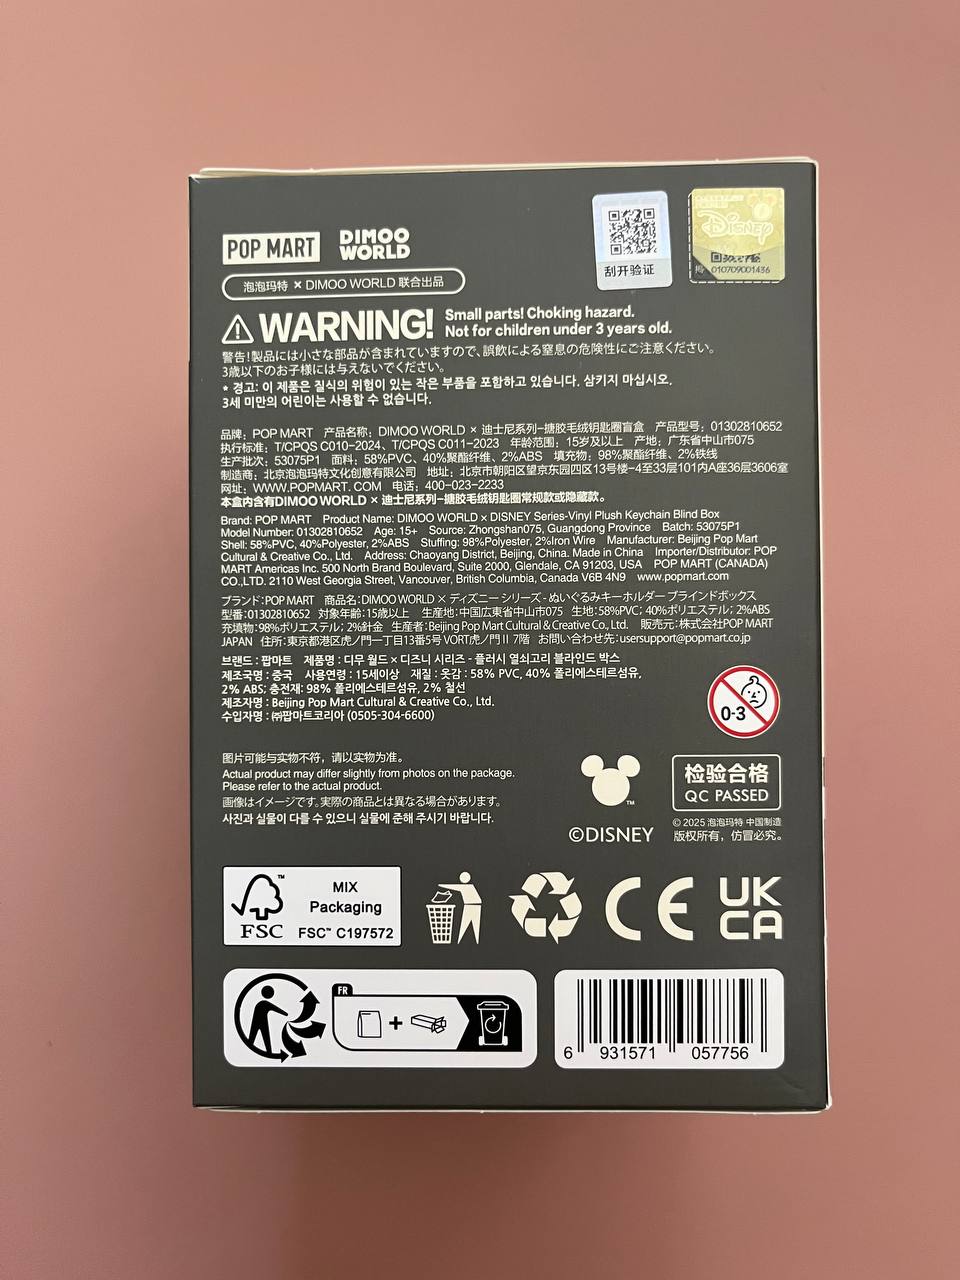 POP MART
DIMOO
WORLD
泡泡玛特 × DIMOO WORLD 联合出品
刮开验证
Disney
010709001436
WARNING!
Small parts! Choking hazard.
Not for children under 3 years old.
警告!製品には小さな部品が含まれていますので、誤飲による窒息の危険性にご注意ください。
3歳以下のお子様には与えないでください。
* 경고: 이 제품은 질식의 위험이 있는 작은 부품을 포함하고 있습니다. 삼키지 마십시오.
3세 미만의 어린이는 사용할 수 없습니다.
品牌：POP MART 产品名称：DIMOO WORLD × 迪士尼系列-搪胶毛绒钥匙圈盲盒 产品型号：01302810652
执行标准：T/CPQS C010-2024、T/CPQS C011-2023 年龄范围：15岁及以上 产地：广东省中山市075
生产批次：53075P1 面料：58%PVC、40%聚酯纤维、2%ABS 填充物：98%聚酯纤维、2%铁线
制造商：北京泡泡玛特文化创意有限公司 地址：北京市朝阳区望京东园四区13号楼-4至33层101内A座36层3606室
网址：WWW.POPMART.COM 电话：400-023-2233
本盒内含有DIMOO WORLD × 迪士尼系列-搪胶毛绒钥匙圈常规款或隐藏款。
Brand: POP MART Product Name: DIMOO WORLD × DISNEY Series-Vinyl Plush Keychain Blind Box
Model Number: 01302810652 Age: 15+ Source: Zhongshan075, Guangdong Province Batch: 53075P1
Shell: 58%PVC, 40%Polyester, 2%ABS Stuffing: 98%Polyester, 2%Iron Wire Manufacturer: Beijing Pop Mart
Cultural & Creative Co., Ltd. Address: Chaoyang District, Beijing, China. Made in China Importer/Distributor: POP
MART Americas Inc. 500 North Brand Boulevard, Suite 2000, Glendale, CA 91203, USA POP MART (CANADA)
CO.,LTD. 2110 West Georgia Street, Vancouver, British Columbia, Canada V6B 4N9 www.popmart.com
ブランド:POP MART 商品名:DIMOO WORLD × ディズニー シリーズ - ぬいぐるみキーホルダー ブラインドボックス
型番:01302810652 対象年齢:15歳以上 生産地:中国広東省中山市075 生地:58%PVC; 40%ポリエステル; 2%ABS
充填物:98%ポリエステル; 2%針金 生産者:Beijing Pop Mart Cultural & Creative Co., Ltd. 販売元:株式会社POP MART
JAPAN 住所:東京都港区虎ノ門一丁目13番5号 VORT虎ノ門Ⅱ 7階 お問い合わせ先:usersupport@popmart.co.jp
브랜드 : 팝마트 제품명 : 디무 월드 × 디즈니 시리즈 - 플러시 열쇠고리 블라인드 박스
제조국명 : 중국 사용연령 : 15세이상 재질 : 옷감 : 58% PVC, 40% 폴리에스테르섬유,
2% ABS; 충전재: 98% 폴리에스테르섬유, 2% 철선
제조자명 : Beijing Pop Mart Cultural & Creative Co., Ltd.
수입자명 : ㈜팝마트코리아 (0505-304-6600)
0-3
图片可能与实物不符，请以实物为准。
Actual product may differ slightly from photos on the package.
Please refer to the actual product.
画像はイメージです。実際の商品とは異なる場合があります。
사진과 실물이 다를 수 있으니 실물에 준해 주시기 바랍니다.
TM
©DISNEY
检验合格
QC PASSED
© 2025 泡泡玛特 中国制造
版权所有，仿冒必究。
FSC
TM
MIX
Packaging
FSC™ C197572
CE
UK
CA
FR
6 931571 057756